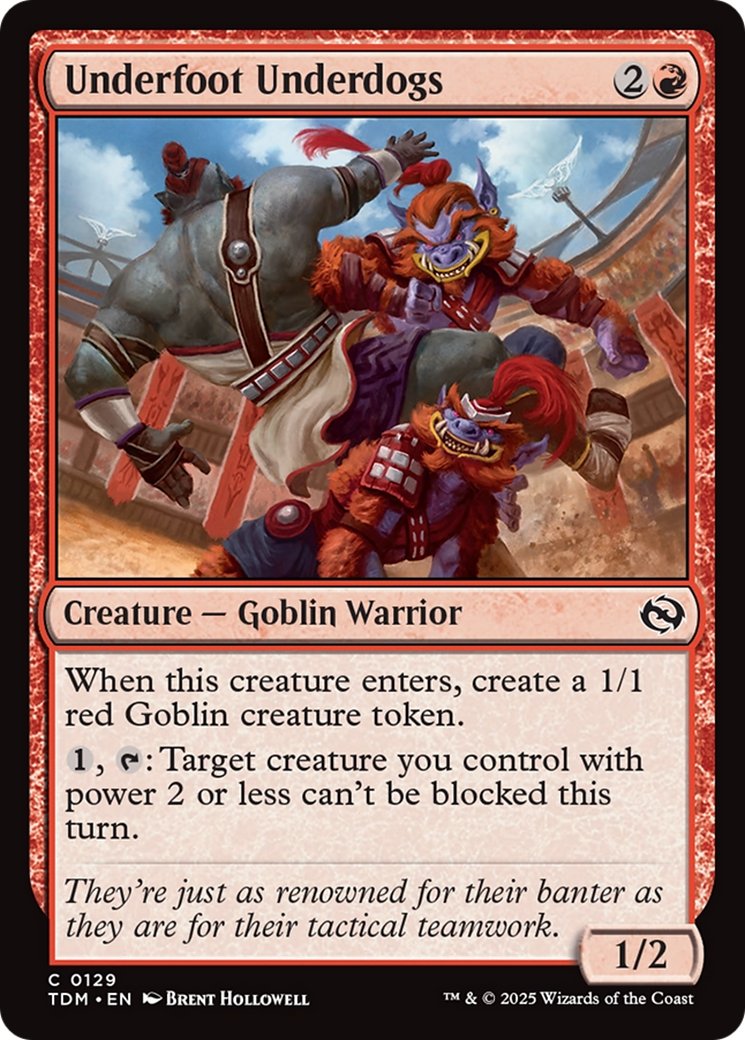 Underfoot Underdogs 2
Creature — Goblin Warrior
When this creature enters, create a 1/1
red Goblin creature token.
1, : Target creature you control with
power 2 or less can't be blocked this
turn.
They're just as renowned for their banter as
they are for their tactical teamwork.
1/2
C 0129
TDM • EN Brent Hollowell
™ & © 2025 Wizards of the Coast